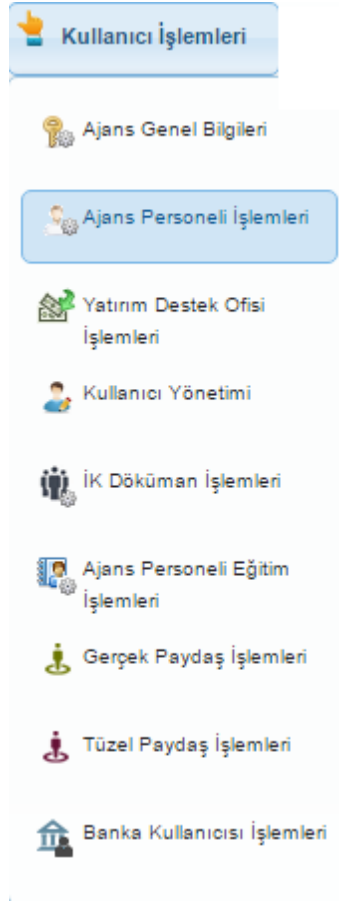 Kullanıcı İşlemleri
Ajans Genel Bilgileri
Ajans Personeli İşlemleri
Yatırım Destek Ofisi
İşlemleri
Kullanıcı Yönetimi
İK Döküman İşlemleri
Ajans Personeli Eğitim
İşlemleri
Gerçek Paydaş İşlemleri
Tüzel Paydaş İşlemleri
Banka Kullanıcısı İşlemleri